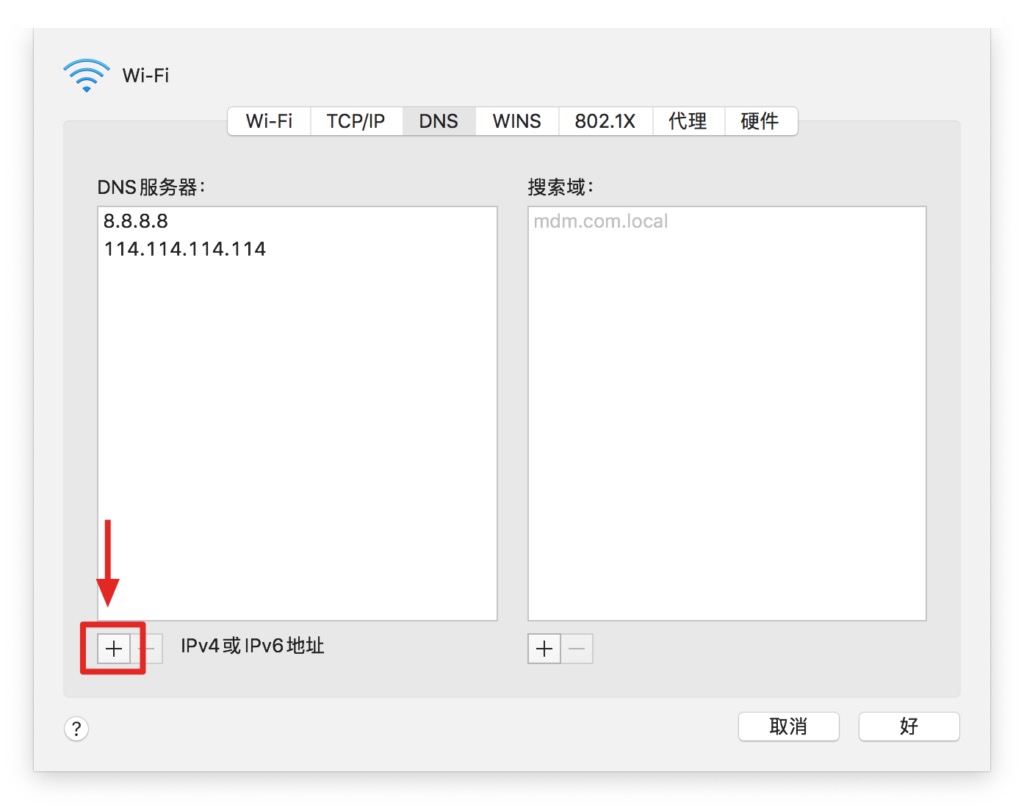 Wi-Fi
Wi-Fi TCP/IP DNS WINS 802.1X 代理 硬件
DNS服务器：
8.8.8.8
114.114.114.114
搜索域：
mdm.com.local
+ − IPv4或IPv6地址
+ −
?
取消 好